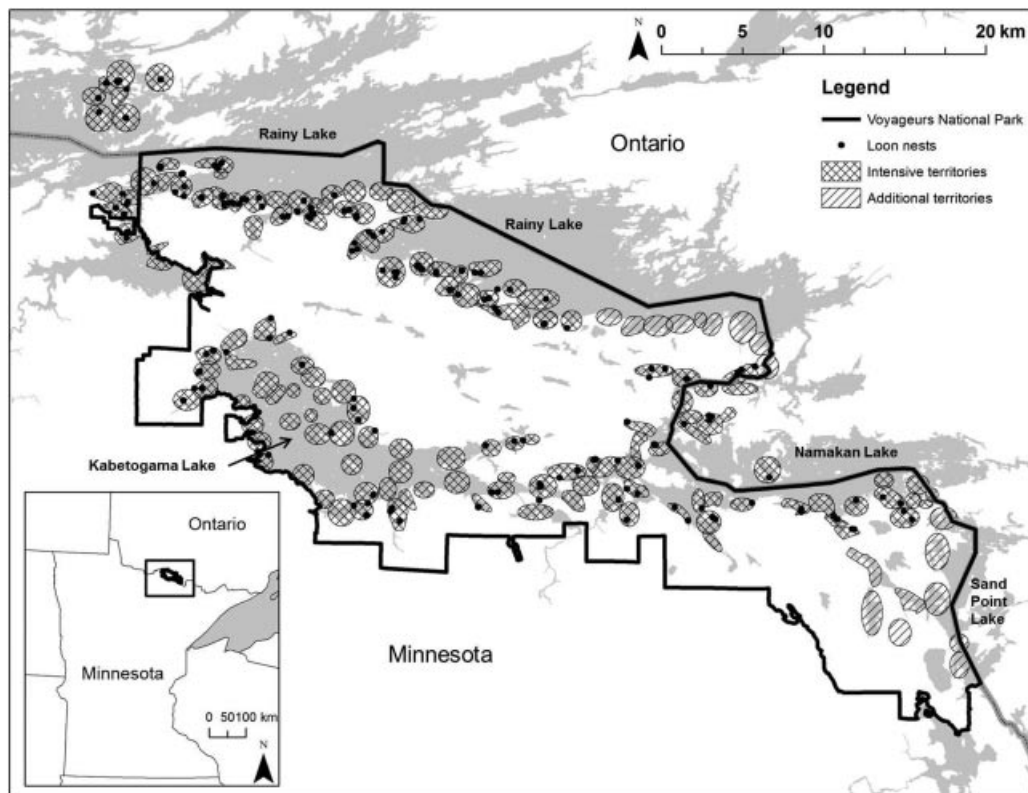 0 5 10 20 km
N
Legend
Voyageurs National Park
Loon nests
Intensive territories
Additional territories
Rainy Lake
Ontario
Rainy Lake
Kabetogama Lake
Namakan Lake
Sand
Point
Lake
Minnesota
Ontario
Minnesota
0 50100 km
N